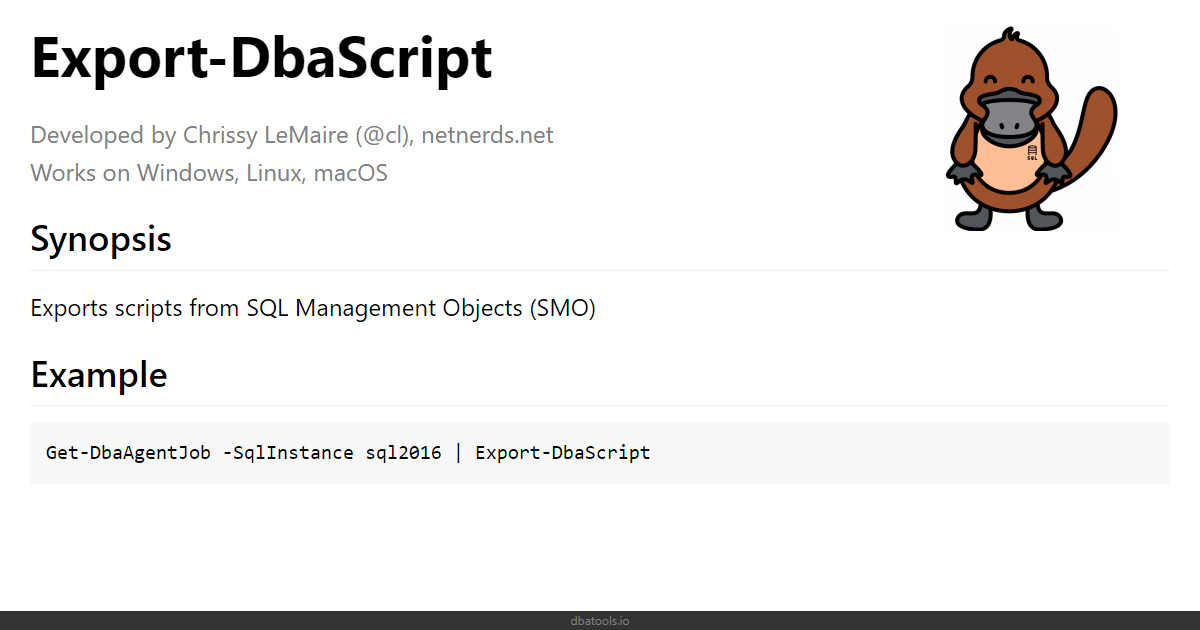 Export-DbaScript
Developed by Chrissy LeMaire (@cl), netnerds.net
Works on Windows, Linux, macOS
SQL
Synopsis
Exports scripts from SQL Management Objects (SMO)
Example
Get-DbaAgentJob -SqlInstance sql2016 | Export-DbaScript
dbatools.io